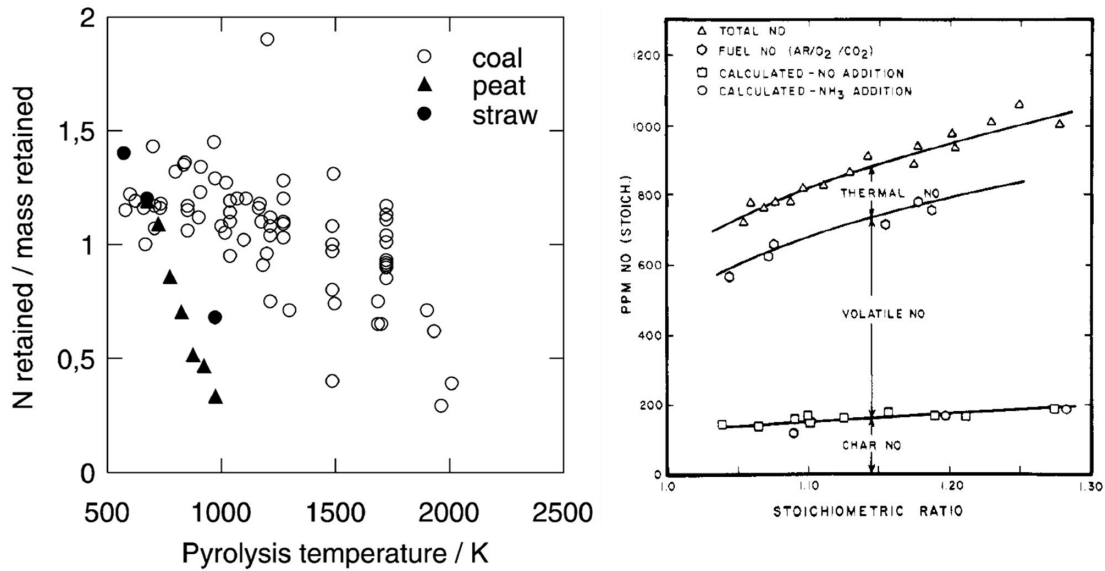 2
1.5
1
0,5
0
500
1000
1500
2000
2500
N retained / mass retained
Pyrolysis temperature / K
coal
peat
straw
1200
1000
800
600
400
200
0
PPM NO (STOICH.)
TOTAL NO
FUEL NO (AR/O2 /CO2)
CALCULATED-NO ADDITION
CALCULATED-NH3 ADDITION
THERMAL NO
VOLATILE NO
CHAR NO
1.0
1.10
1.20
1.30
STOICHIOMETRIC RATIO